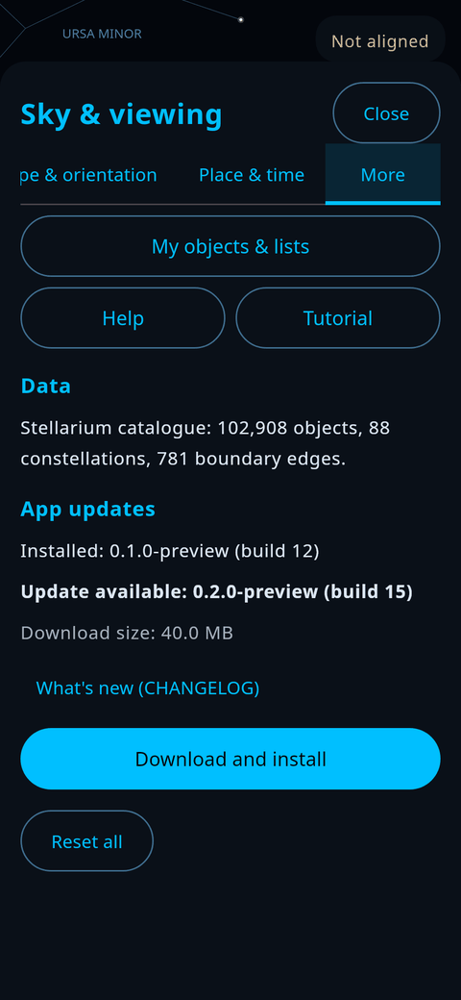 URSA MINOR
Not aligned
Sky & viewing
Close
pe & orientation
Place & time
More
My objects & lists
Help
Tutorial
Data
Stellarium catalogue: 102,908 objects, 88
constellations, 781 boundary edges.
App updates
Installed: 0.1.0-preview (build 12)
Update available: 0.2.0-preview (build 15)
Download size: 40.0 MB
What's new (CHANGELOG)
Download and install
Reset all